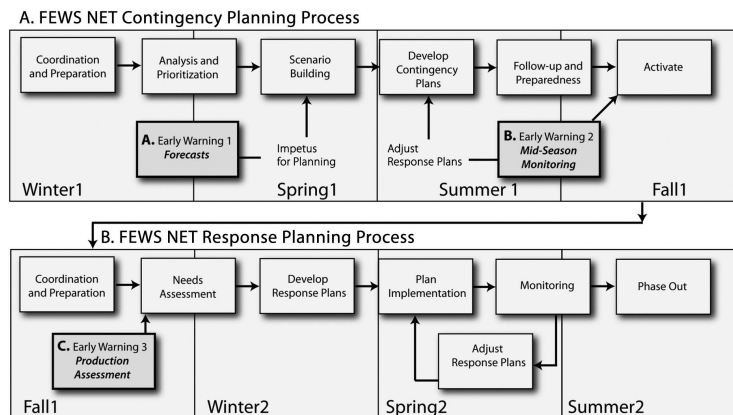 A. FEWS NET Contingency Planning Process
Coordination
and Preparation
Analysis and
Prioritization
Scenario
Building
Develop
Contingency
Plans
Follow-up and
Preparedness
Activate
A. Early Warning 1
Forecasts
Impetus
for Planning
Adjust
Response Plans
B. Early Warning 2
Mid-Season
Monitoring
Winter1
Spring1
Summer 1
Fall1
B. FEWS NET Response Planning Process
Coordination
and Preparation
Needs
Assessment
Develop
Response Plans
Plan
Implementation
Monitoring
Phase Out
C. Early Warning 3
Production
Assessment
Adjust
Response Plans
Fall1
Winter2
Spring2
Summer2